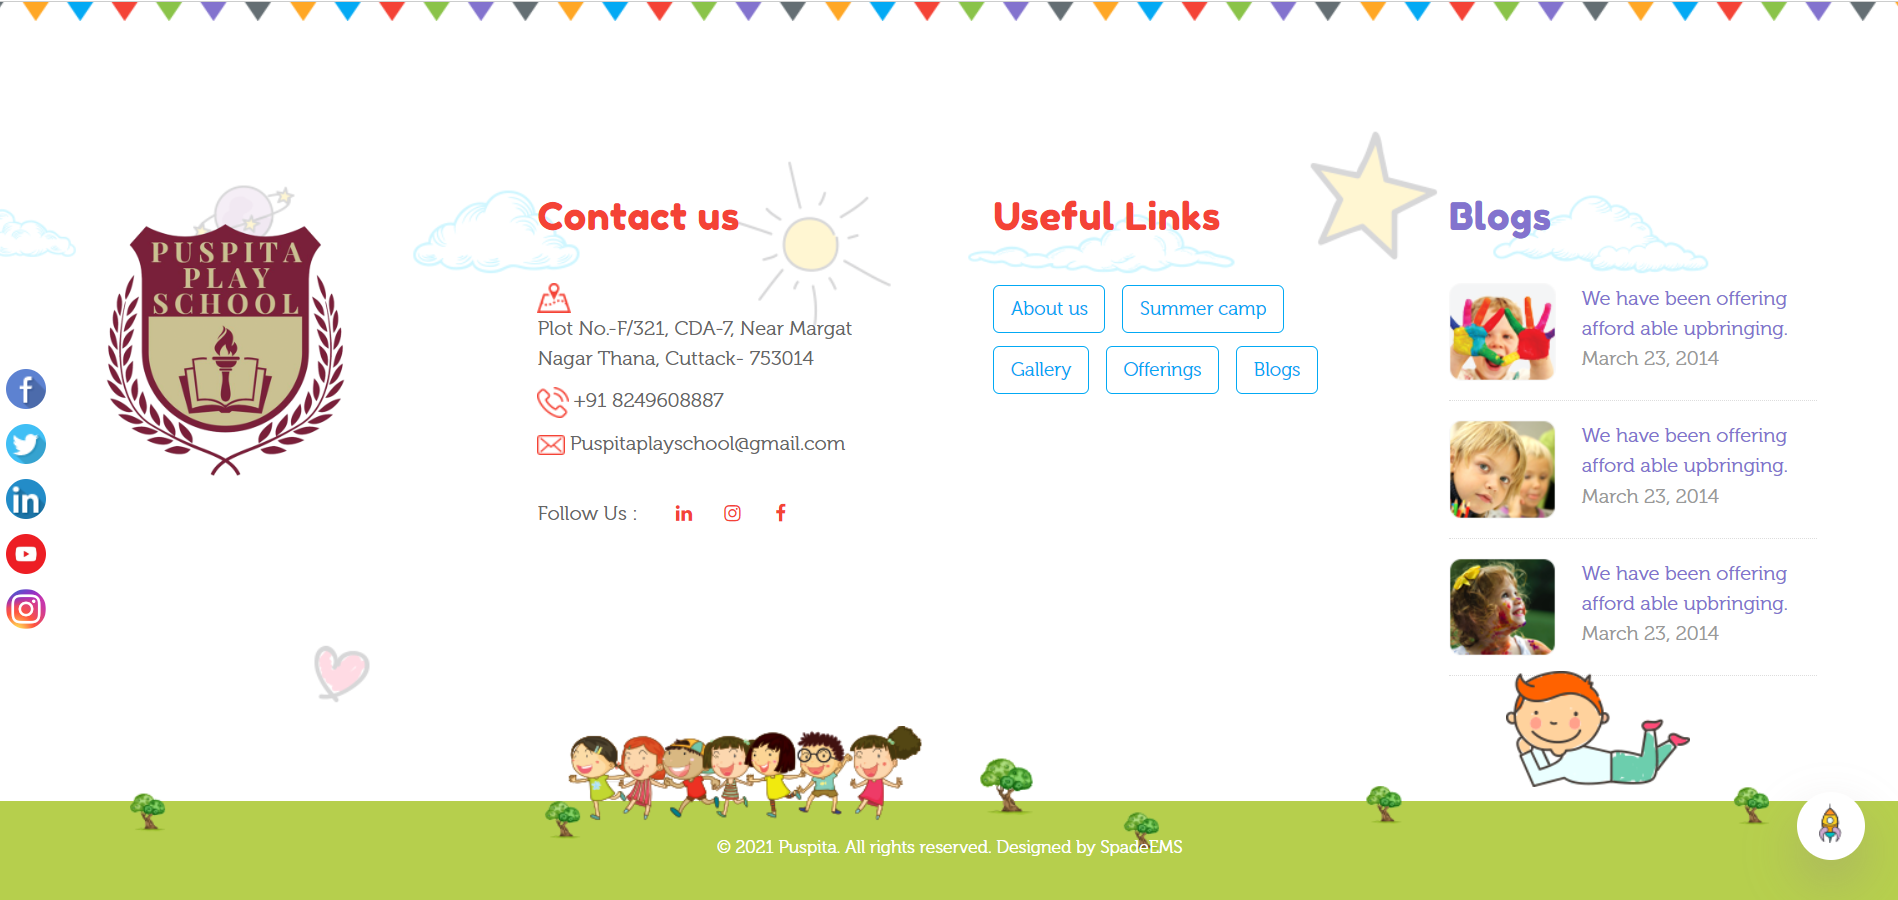 PUSPITA
PLAY
SCHOOL
Contact us
Plot No.-F/321, CDA-7, Near Margat
Nagar Thana, Cuttack- 753014
+91 8249608887
Puspitaplayschool@gmail.com
Follow Us :
Useful Links
About us
Summer camp
Gallery
Offerings
Blogs
Blogs
We have been offering
afford able upbringing.
March 23, 2014
We have been offering
afford able upbringing.
March 23, 2014
We have been offering
afford able upbringing.
March 23, 2014
© 2021 Puspita. All rights reserved. Designed by SpadeEMS